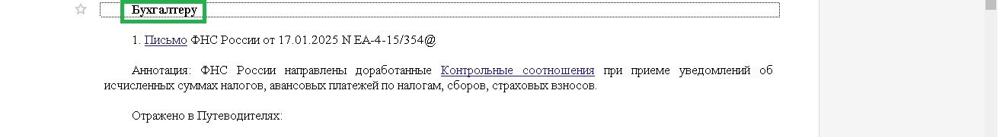 Бухгалтеру
1. Письмо ФНС России от 17.01.2025 N ЕА-4-15/354@
Аннотация: ФНС России направлены доработанные Контрольные соотношения при приеме уведомлений об
исчисленных суммах налогов, авансовых платежей по налогам, сборов, страховых взносов.
Отражено в Путеводителях: